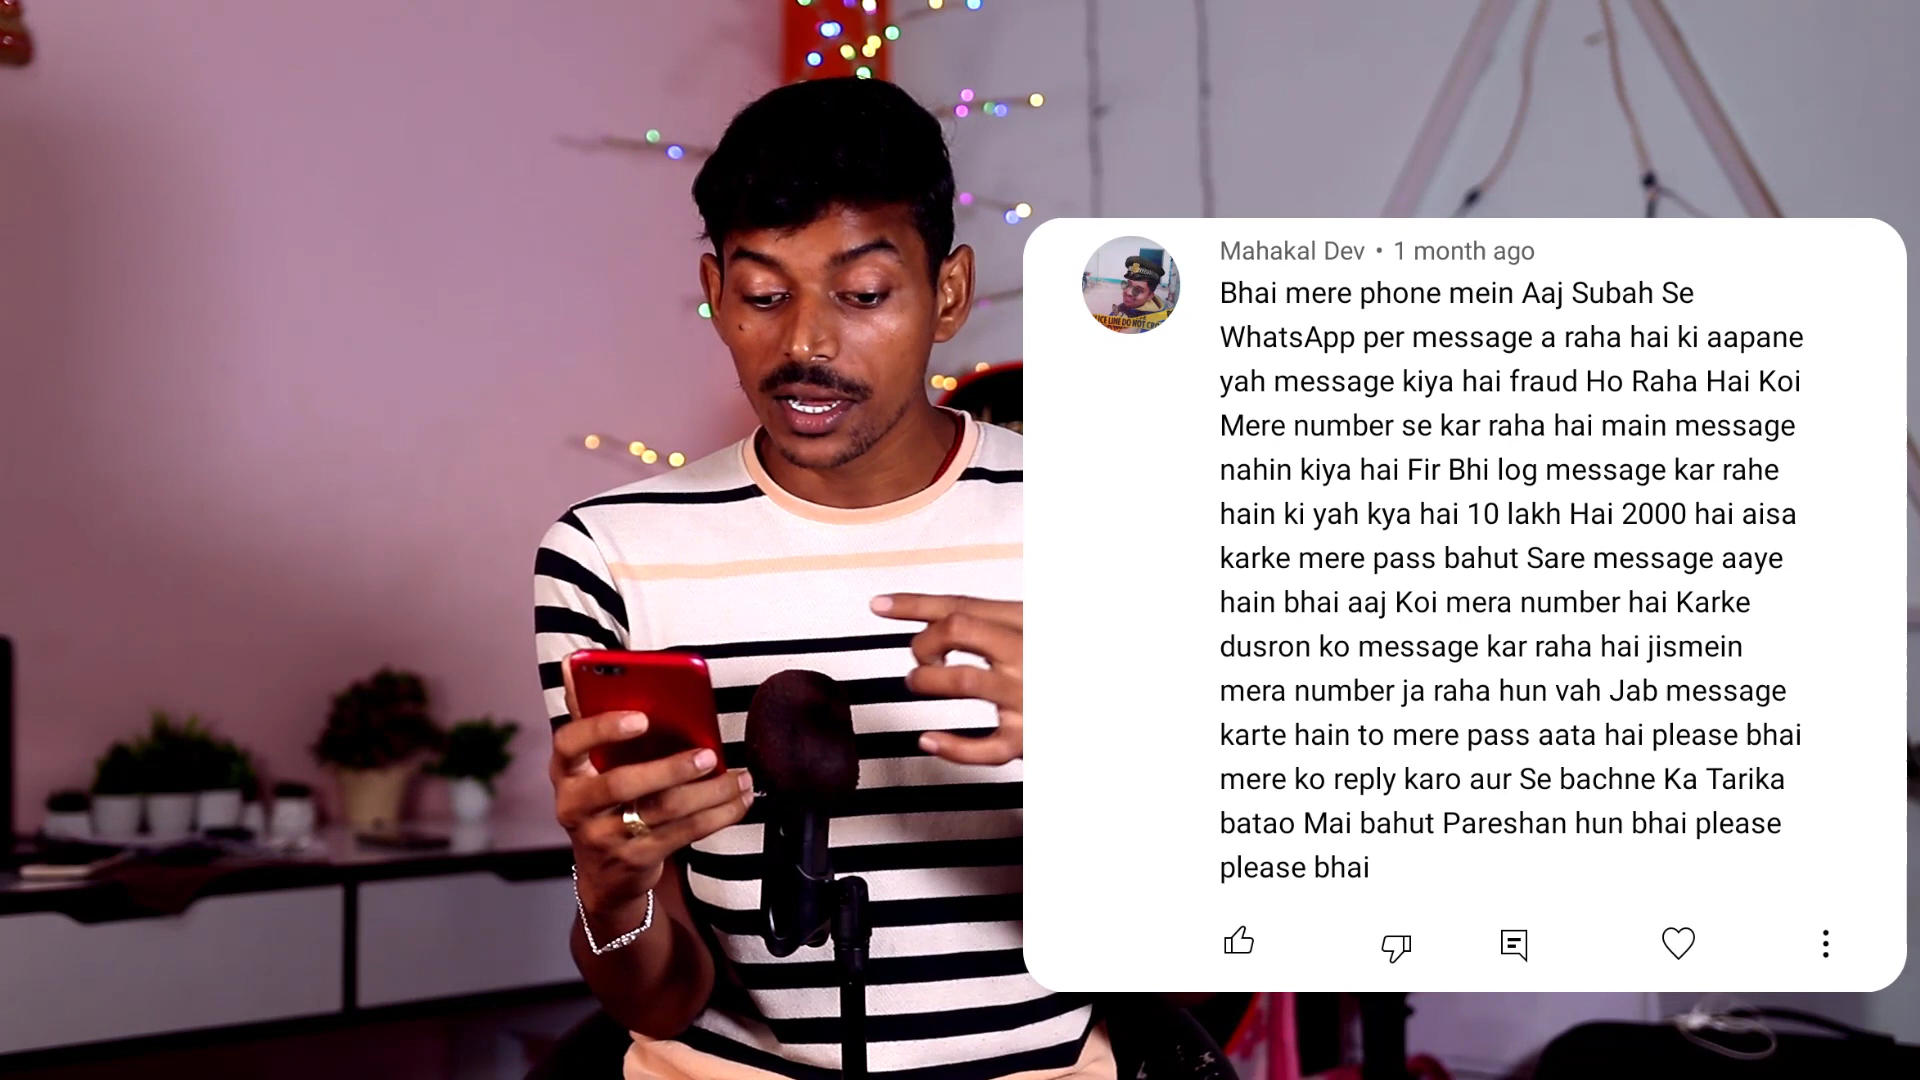 Mahakal Dev • 1 month ago
Bhai mere phone mein Aaj Subah Se
WhatsApp per message a raha hai ki aapane
yah message kiya hai fraud Ho Raha Hai Koi
Mere number se kar raha hai main message
nahin kiya hai Fir Bhi log message kar rahe
hain ki yah kya hai 10 lakh Hai 2000 hai aisa
karke mere pass bahut Sare message aaye
hain bhai aaj Koi mera number hai Karke
dusron ko message kar raha hai jismein
mera number ja raha hun vah Jab message
karte hain to mere pass aata hai please bhai
mere ko reply karo aur Se bachne Ka Tarika
batao Mai bahut Pareshan hun bhai please
please bhai